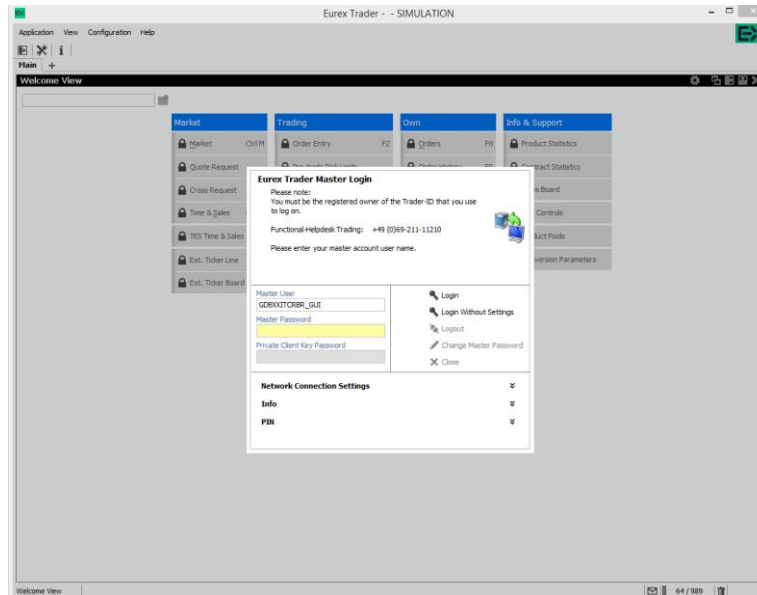 Eurex Trader - - SIMULATION
Application View Configuration Help
Main +
Welcome View
Market Trading Own Info & Support
Market Ctrl M Order Entry F2 Orders F8 Product Statistics
Quote Request Contract Statistics
Cross Request Board
Time & Sales Controls
TES Time & Sales Pools
Ext. Ticker Line Parameters
Ext. Ticker Board
Eurex Trader Master Login
Please note:
You must be the registered owner of the Trader-ID that you use
to log on.
Functional-Helpdesk Trading: +49 (0)69-211-11210
Please enter your master account user name.
Master User
GDBXXITCRBR_GUI
Master Password
Private Client Key Password
Login
Login Without Settings
Logout
Change Master Password
Close
Network Connection Settings
Info
PIN
Welcome View 64 / 989